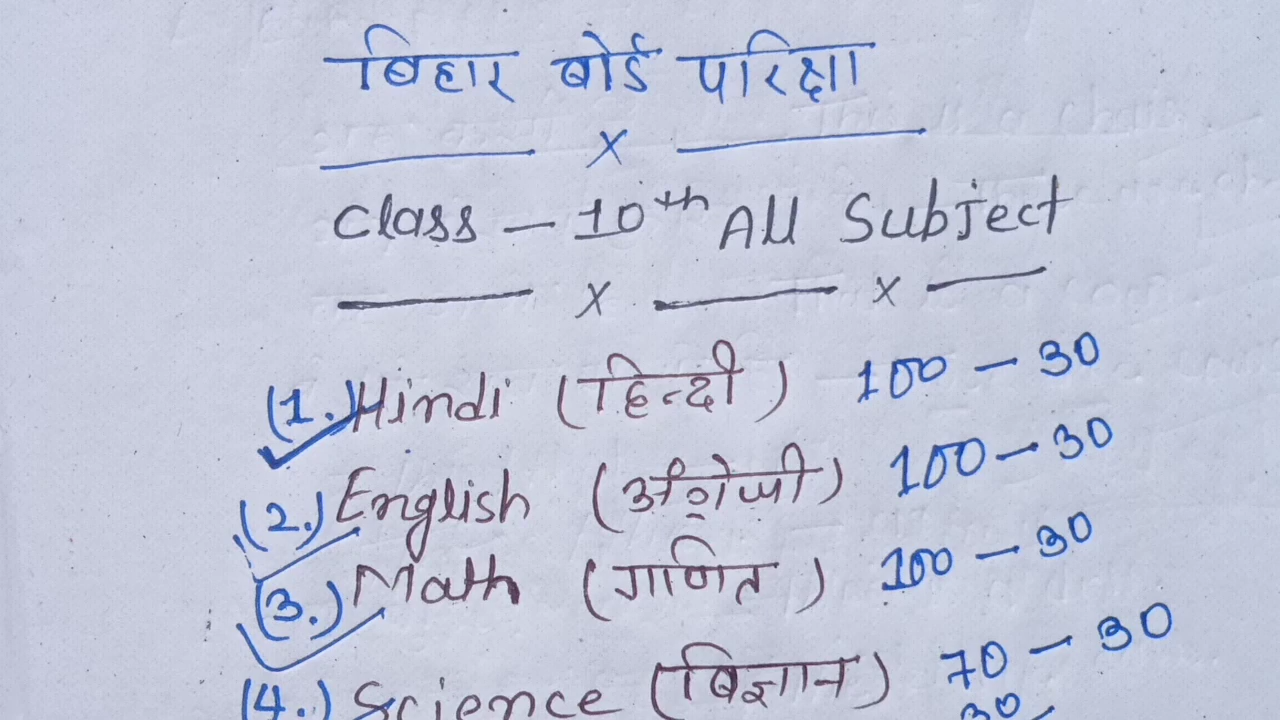 बिहार बोर्ड परिक्षा
x
Class – 10th All Subject
x x
(1.) Hindi (हिन्दी) 100 – 30
(2.) English (अंग्रेजी) 100 – 30
(3.) Math (गणित) 100 – 30
(4.) Science (विज्ञान) 70 – 30
30